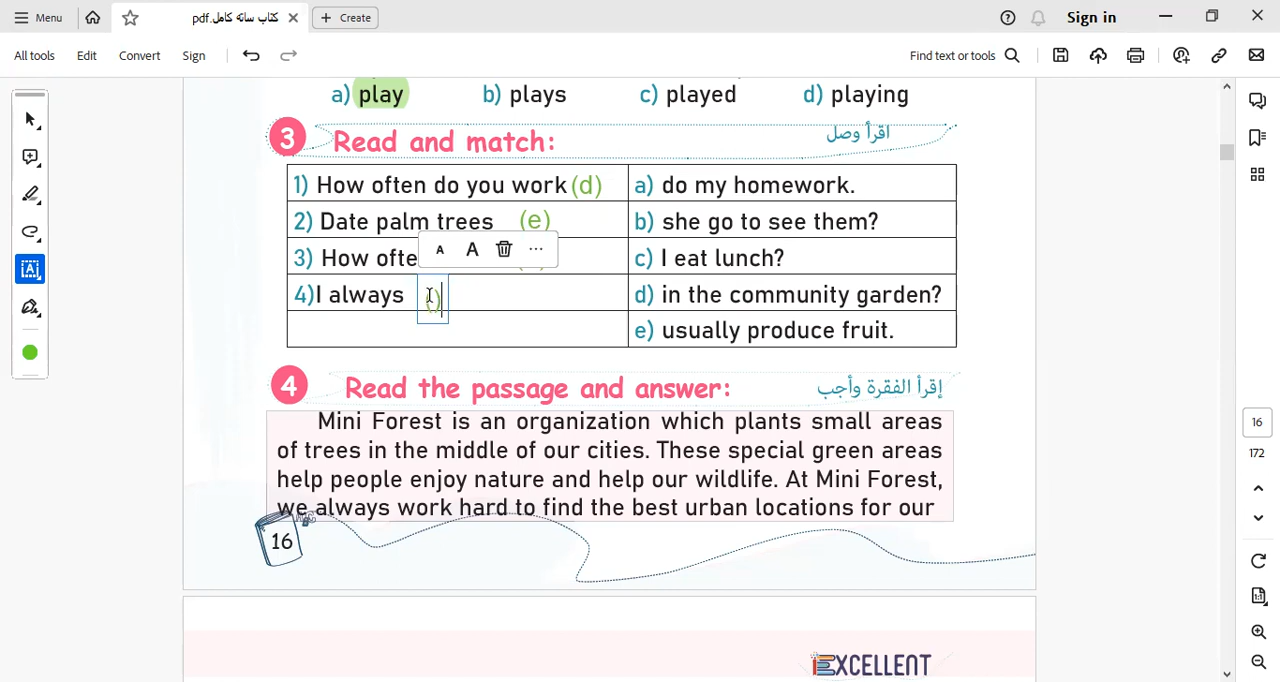 Menu
كتاب ساته كامل.pdf
Create
Sign in
All tools
Edit
Convert
Sign
Find text or tools
a) play b) plays c) played d) playing
3 Read and match: اقرأ وصل
1) How often do you work (d) a) do my homework.
2) Date palm trees (e) b) she go to see them?
3) How ofte c) I eat lunch?
4)I always () d) in the community garden?
e) usually produce fruit.
A A ...
4 Read the passage and answer: إقرأ الفقرة وأجب
Mini Forest is an organization which plants small areas
of trees in the middle of our cities. These special green areas
help people enjoy nature and help our wildlife. At Mini Forest,
we always work hard to find the best urban locations for our
16
EXCELLENT
16
172